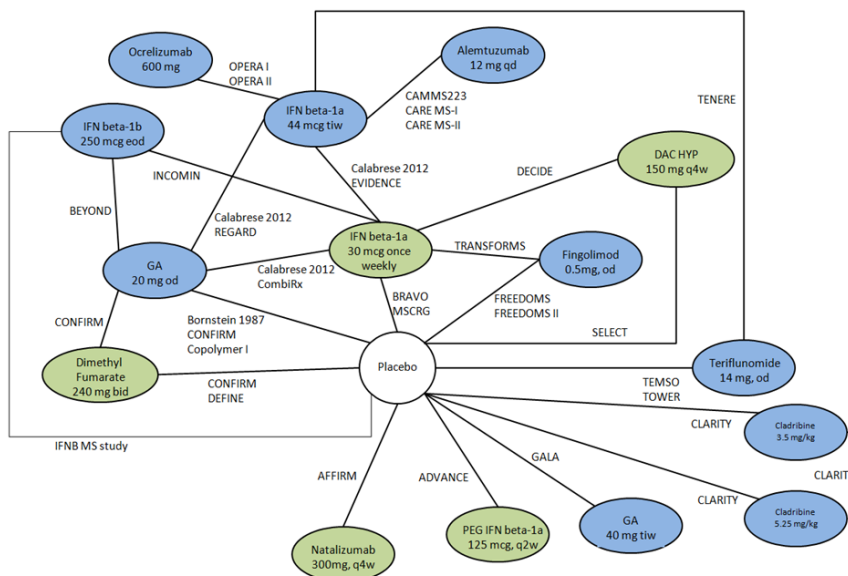 Ocrelizumab
600 mg
OPERA I
OPERA II
IFN beta-1a
44 mcg tiw
Alemtuzumab
12 mg qd
CAMMS223
CARE MS-I
CARE MS-II
TENERE
IFN beta-1b
250 mcg eod
INCOMIN
Calabrese 2012
EVIDENCE
DECIDE
DAC HYP
150 mg q4w
BEYOND
Calabrese 2012
REGARD
IFN beta-1a
30 mcg once
weekly
TRANSFORMS
Fingolimod
0.5mg, od
GA
20 mg od
Calabrese 2012
CombiRx
BRAVO
MSCRG
FREEDOMS
FREEDOMS II
SELECT
CONFIRM
Bornstein 1987
CONFIRM
Copolymer I
Dimethyl
Fumarate
240 mg bid
CONFIRM
DEFINE
Placebo
Teriflunomide
14 mg, od
TEMSO
TOWER
CLARITY
Cladribine
3.5 mg/kg
IFNB MS study
AFFIRM
ADVANCE
GALA
CLARITY
CLARIT
Cladribine
5.25 mg/kg
Natalizumab
300mg, q4w
PEG IFN beta-1a
125 mcg, q2w
GA
40 mg tiw